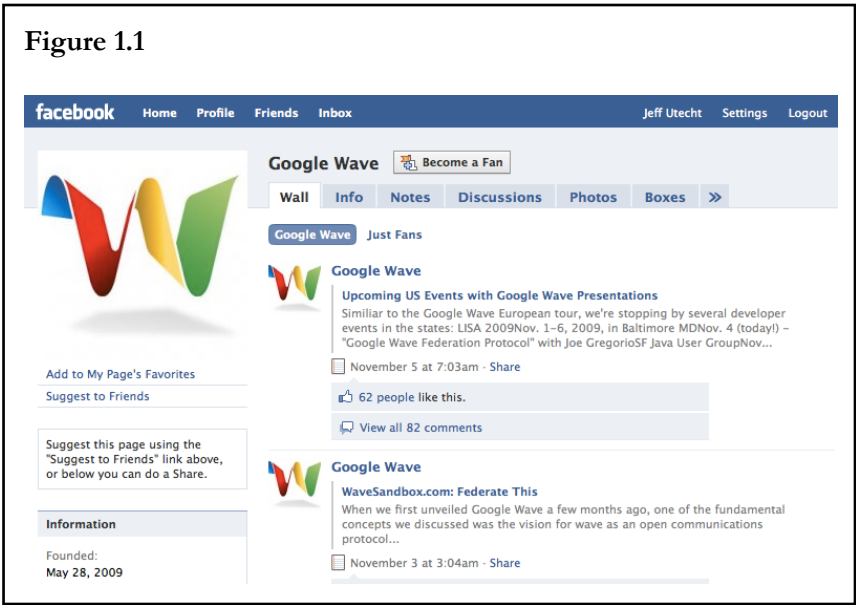 Figure 1.1
facebook Home Profile Friends Inbox Jeff Utecht Settings Logout
Google Wave Become a Fan
Wall Info Notes Discussions Photos Boxes »
Google Wave Just Fans
Google Wave
Upcoming US Events with Google Wave Presentations
Similiar to the Google Wave European tour, we're stopping by several developer
events in the states: LISA 2009Nov. 1–6, 2009, in Baltimore MDNov. 4 (today!) –
"Google Wave Federation Protocol" with Joe GregorioSF Java User GroupNov...
November 5 at 7:03am · Share
62 people like this.
View all 82 comments
Google Wave
WaveSandbox.com: Federate This
When we first unveiled Google Wave a few months ago, one of the fundamental
concepts we discussed was the vision for wave as an open communications
protocol...
November 3 at 3:04am · Share
Add to My Page's Favorites
Suggest to Friends
Suggest this page using the
"Suggest to Friends" link above,
or below you can do a Share.
Information
Founded:
May 28, 2009